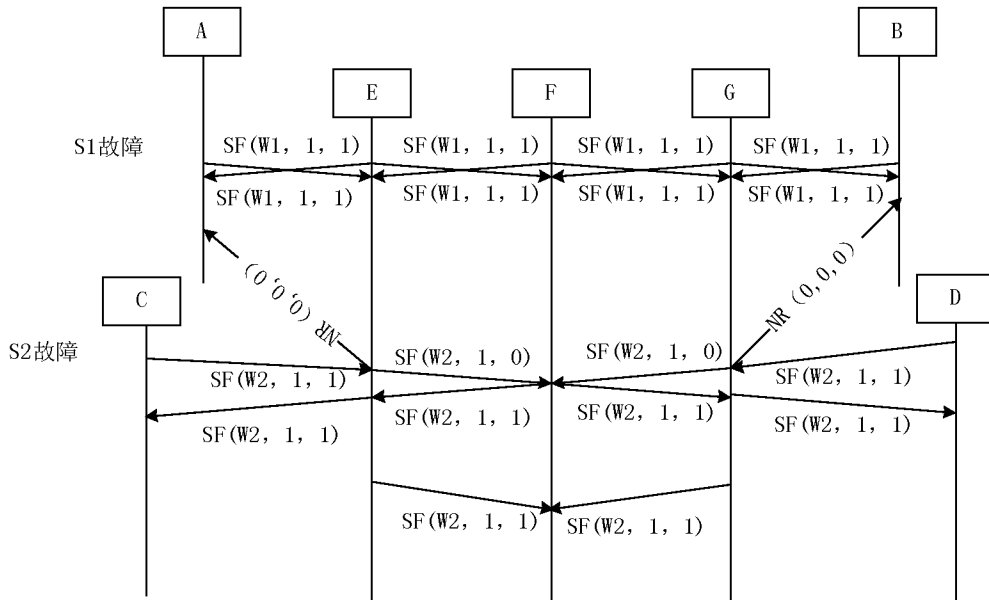 A
B
E
F
G
S1故障
SF(W1, 1, 1)
SF(W1, 1, 1)
SF(W1, 1, 1)
SF(W1, 1, 1)
SF(W1, 1, 1)
SF(W1, 1, 1)
SF(W1, 1, 1)
SF(W1, 1, 1)
NR (0,0,0)
NR (0,0,0)
C
D
S2故障
SF(W2, 1, 0)
SF(W2, 1, 0)
SF(W2, 1, 1)
SF(W2, 1, 1)
SF(W2, 1, 1)
SF(W2, 1, 1)
SF(W2, 1, 1)
SF(W2, 1, 1)
SF(W2, 1, 1)
SF(W2, 1, 1)